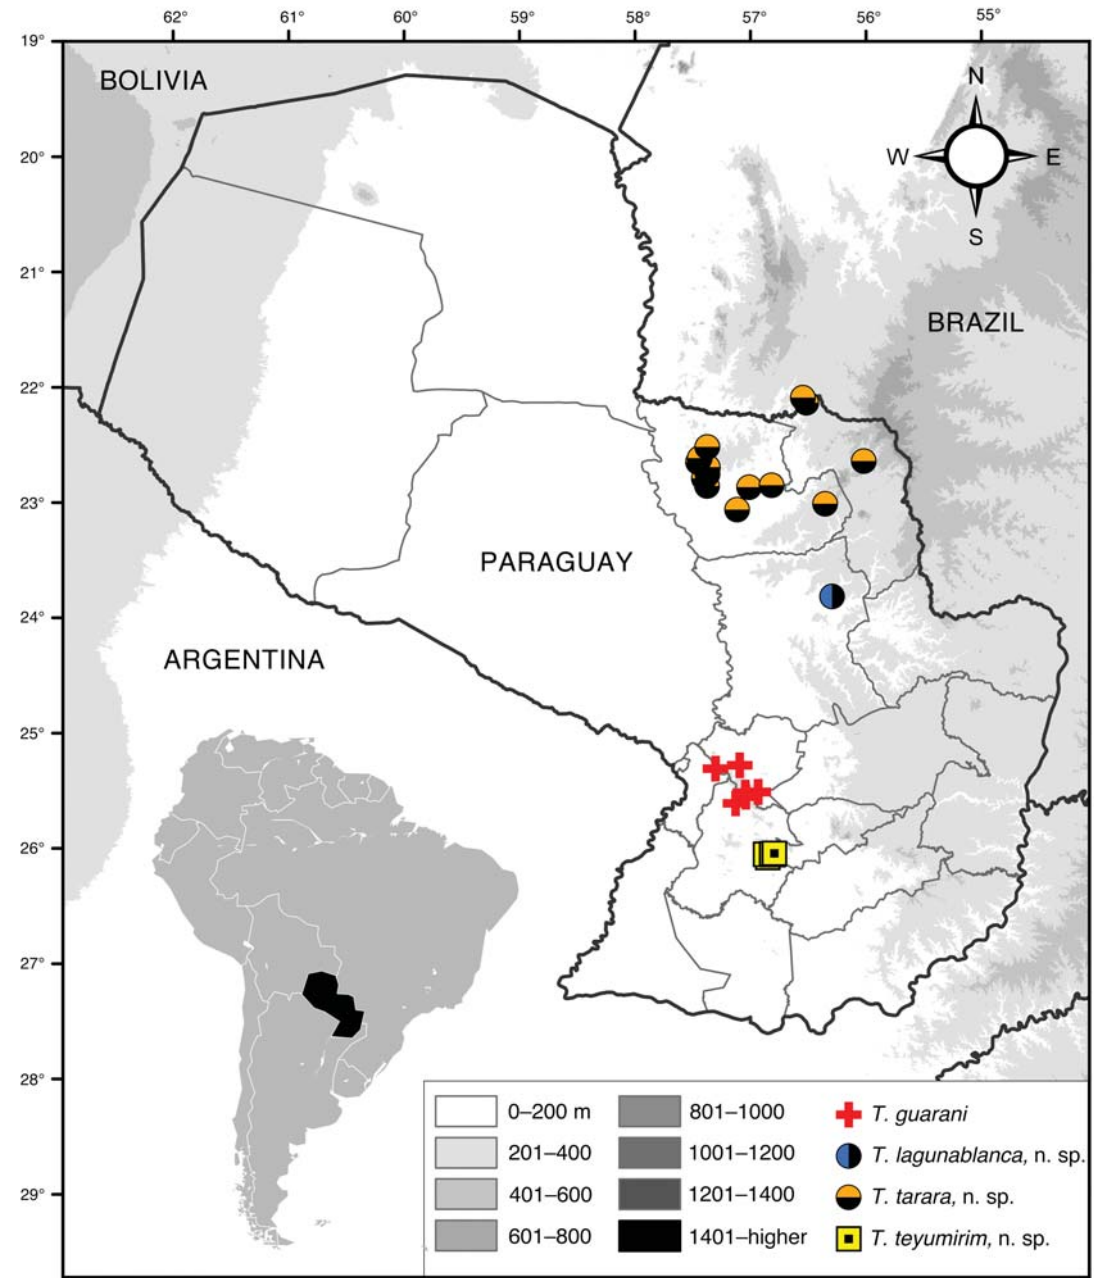 62° 61° 60° 59° 58° 57° 56° 55°
19°
BOLIVIA
N
20°
W E
S
21°
BRAZIL
22°
23°
PARAGUAY
24°
ARGENTINA
25°
26°
27°
28°
0–200 m 801–1000 T. guarani
201–400 1001–1200 T. lagunablanca, n. sp.
29°
401–600 1201–1400 T. tarara, n. sp.
601–800 1401–higher T. teyumirim, n. sp.